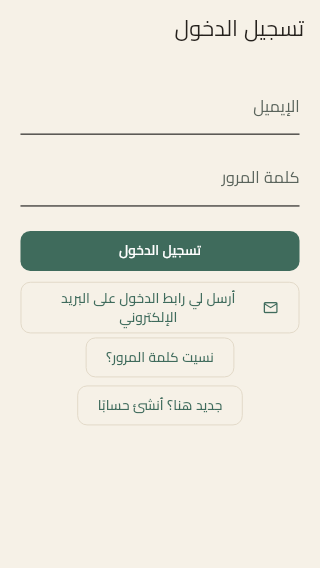 تسجيل الدخول
الإيميل
كلمة المرور
تسجيل الدخول
أرسل لي رابط الدخول على البريد
الإلكتروني
نسيت كلمة المرور؟
جديد هنا؟ أنشئ حسابًا